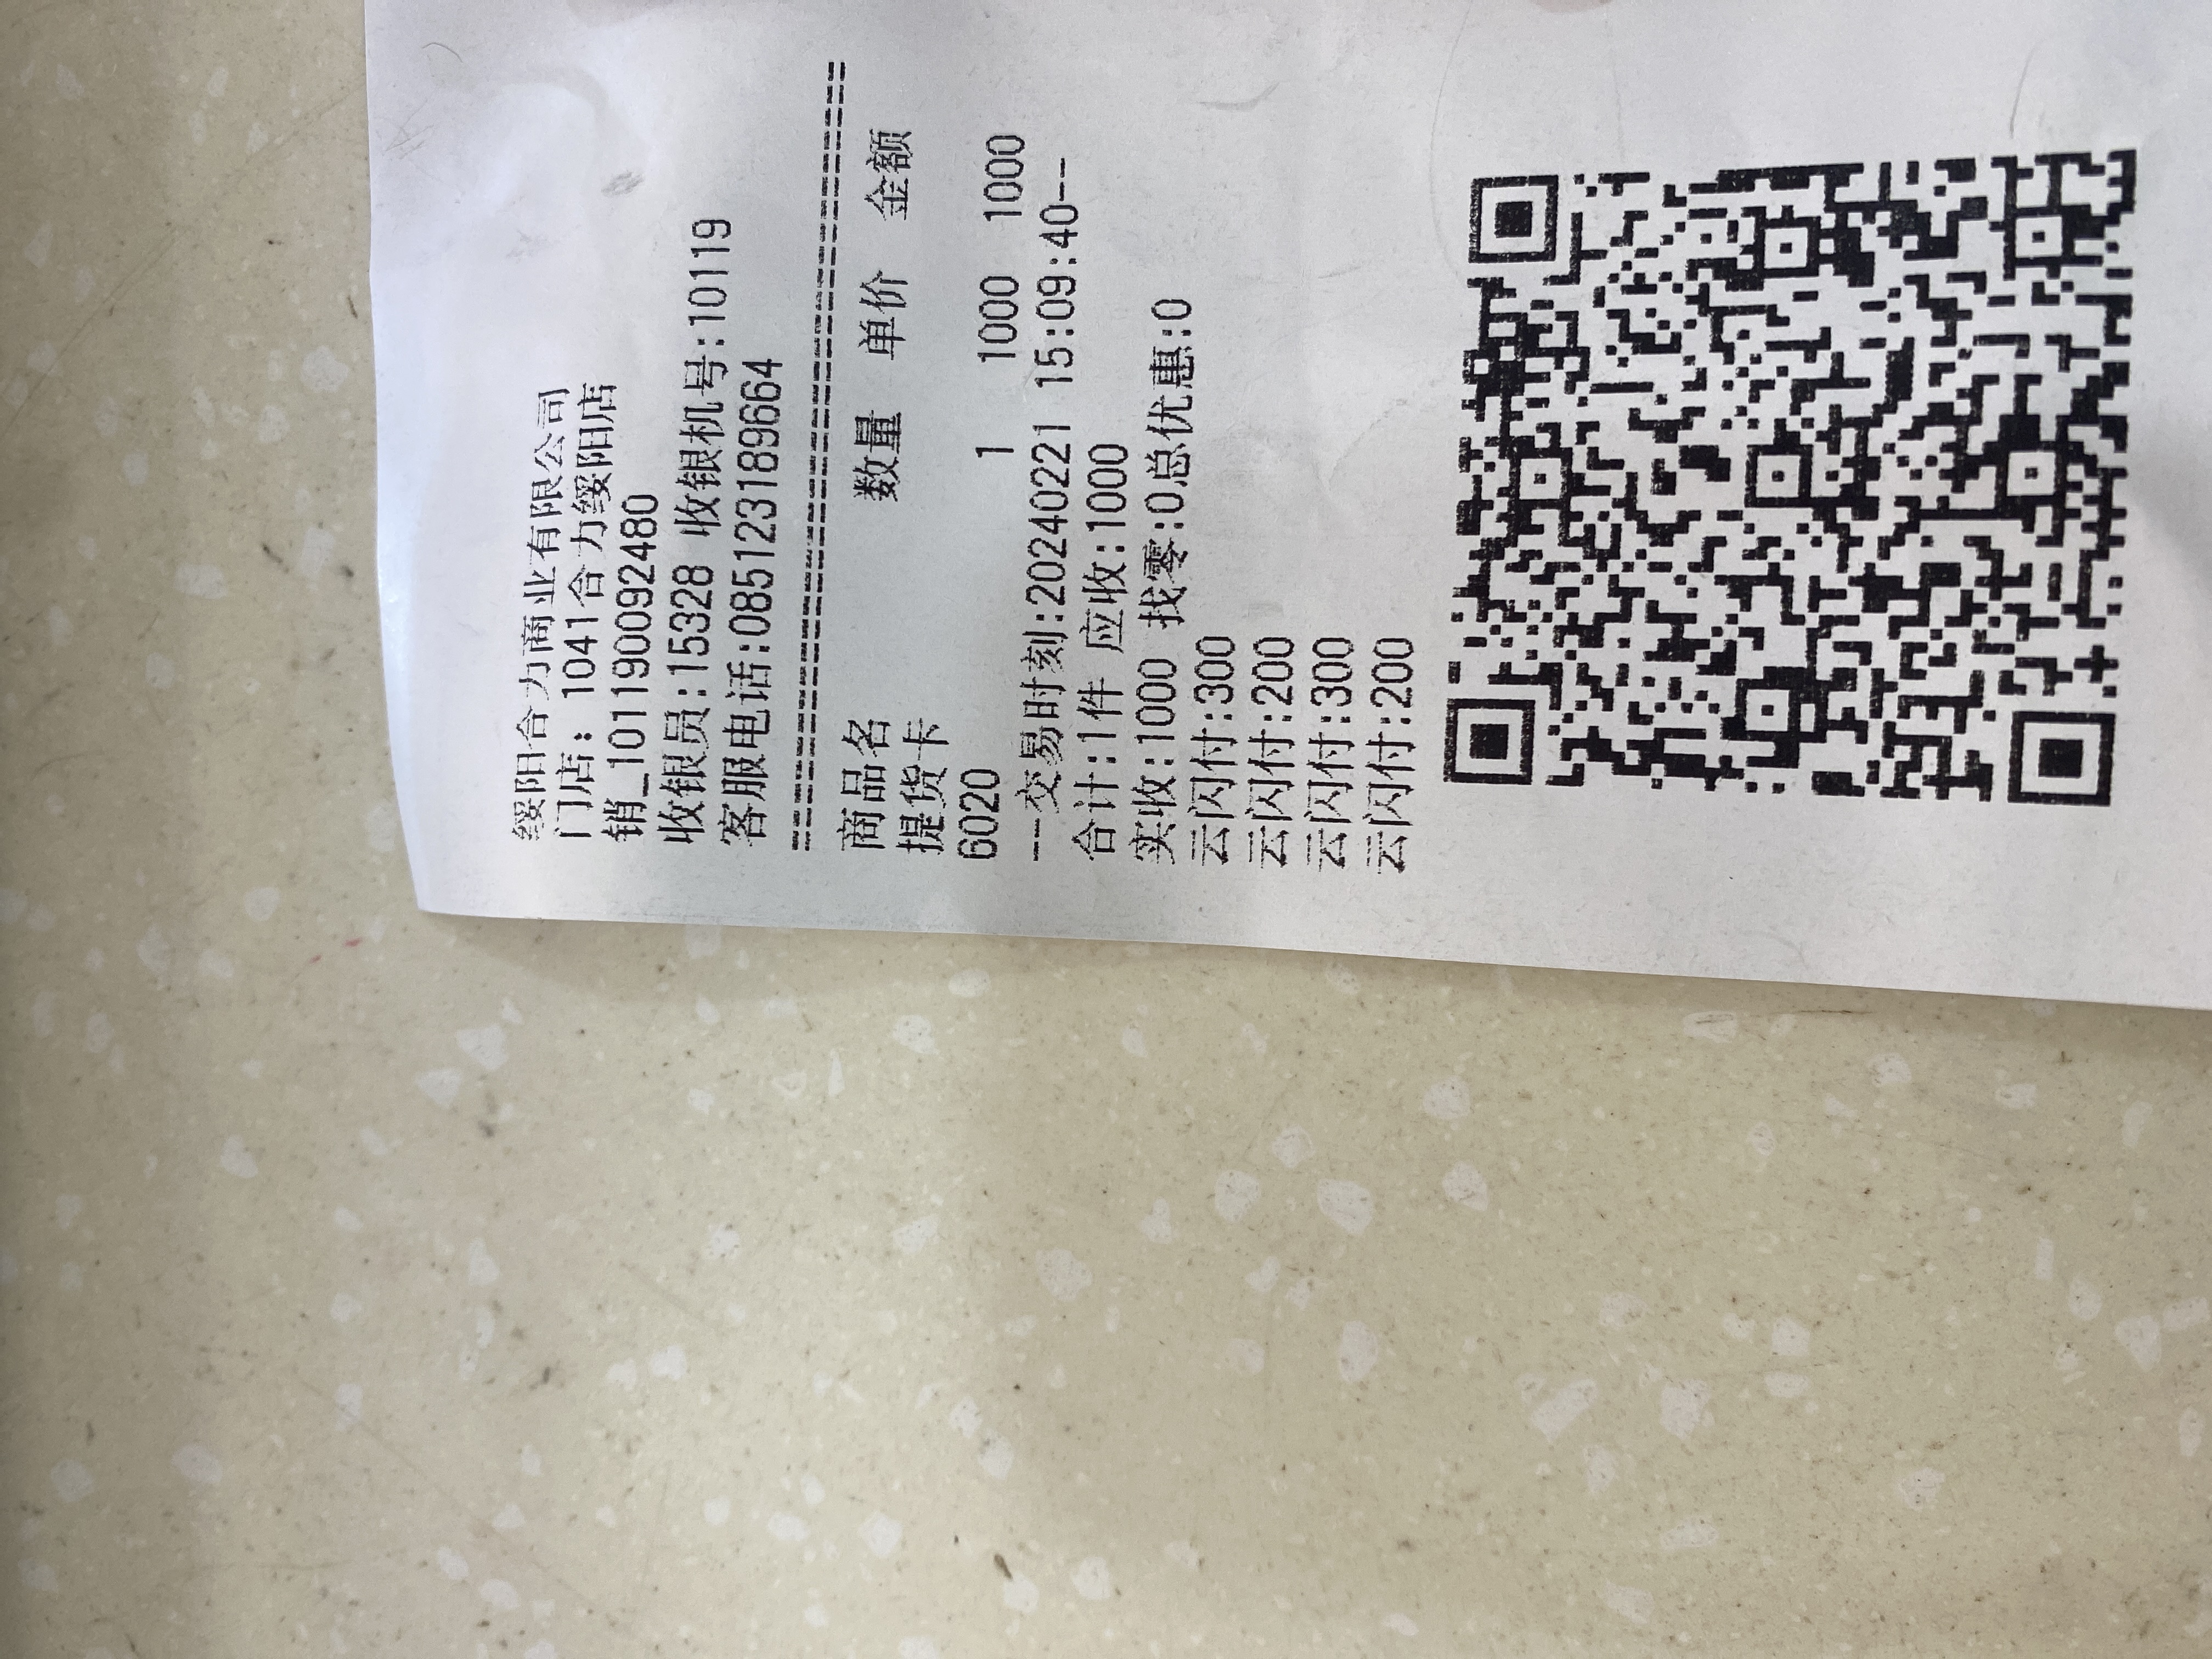 绥阳合力商业有限公司
门店: 1041合力绥阳店
销_1011900092480
收银员:15328 收银机号:10119
客服电话:085123189664
商品名 数量 单价 金额
提货卡
6020 1 1000 1000
--交易时刻:20240221 15:09:40--
合计:1件 应收:1000
实收:1000 找零:0总优惠:0
云闪付:300
云闪付:200
云闪付:300
云闪付:200